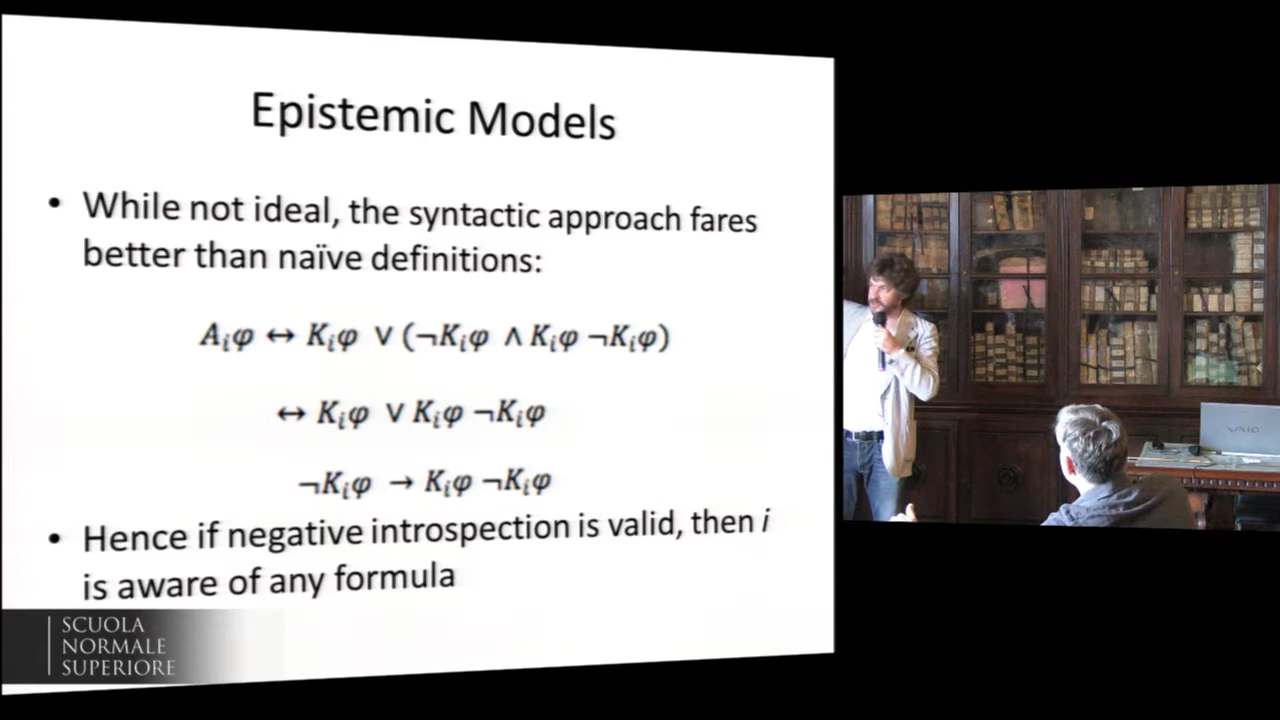 Epistemic Models
• While not ideal, the syntactic approach fares
better than naïve definitions:
A_iφ ↔ K_iφ ∨ (¬K_iφ ∧ K_iφ ¬K_iφ)
↔ K_iφ ∨ K_iφ ¬K_iφ
¬K_iφ → K_iφ ¬K_iφ
• Hence if negative introspection is valid, then i
is aware of any formula
SCUOLA
NORMALE
SUPERIORE
VAIO